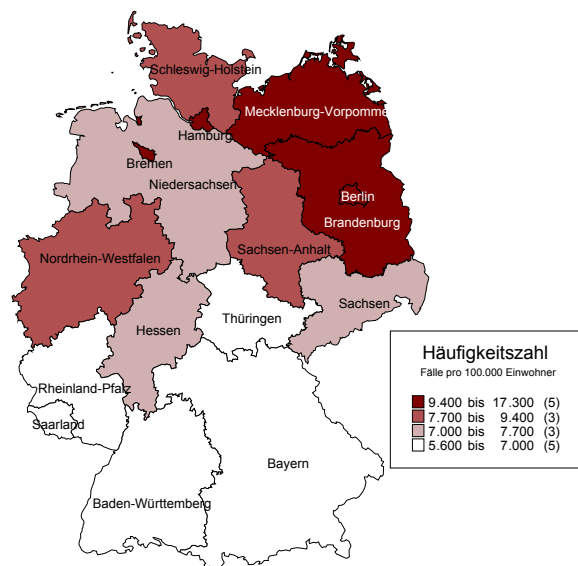 Schleswig-Holstein
Mecklenburg-Vorpomme
Hamburg
Bremen
Niedersachsen
Berlin
Brandenburg
Nordrhein-Westfalen
Sachsen-Anhalt
Sachsen
Thüringen
Hessen
Rheinland-Pfalz
Saarland
Bayern
Baden-Württemberg
Häufigkeitszahl
Fälle pro 100.000 Einwohner
9.400 bis 17.300 (5)
7.700 bis 9.400 (3)
7.000 bis 7.700 (3)
5.600 bis 7.000 (5)